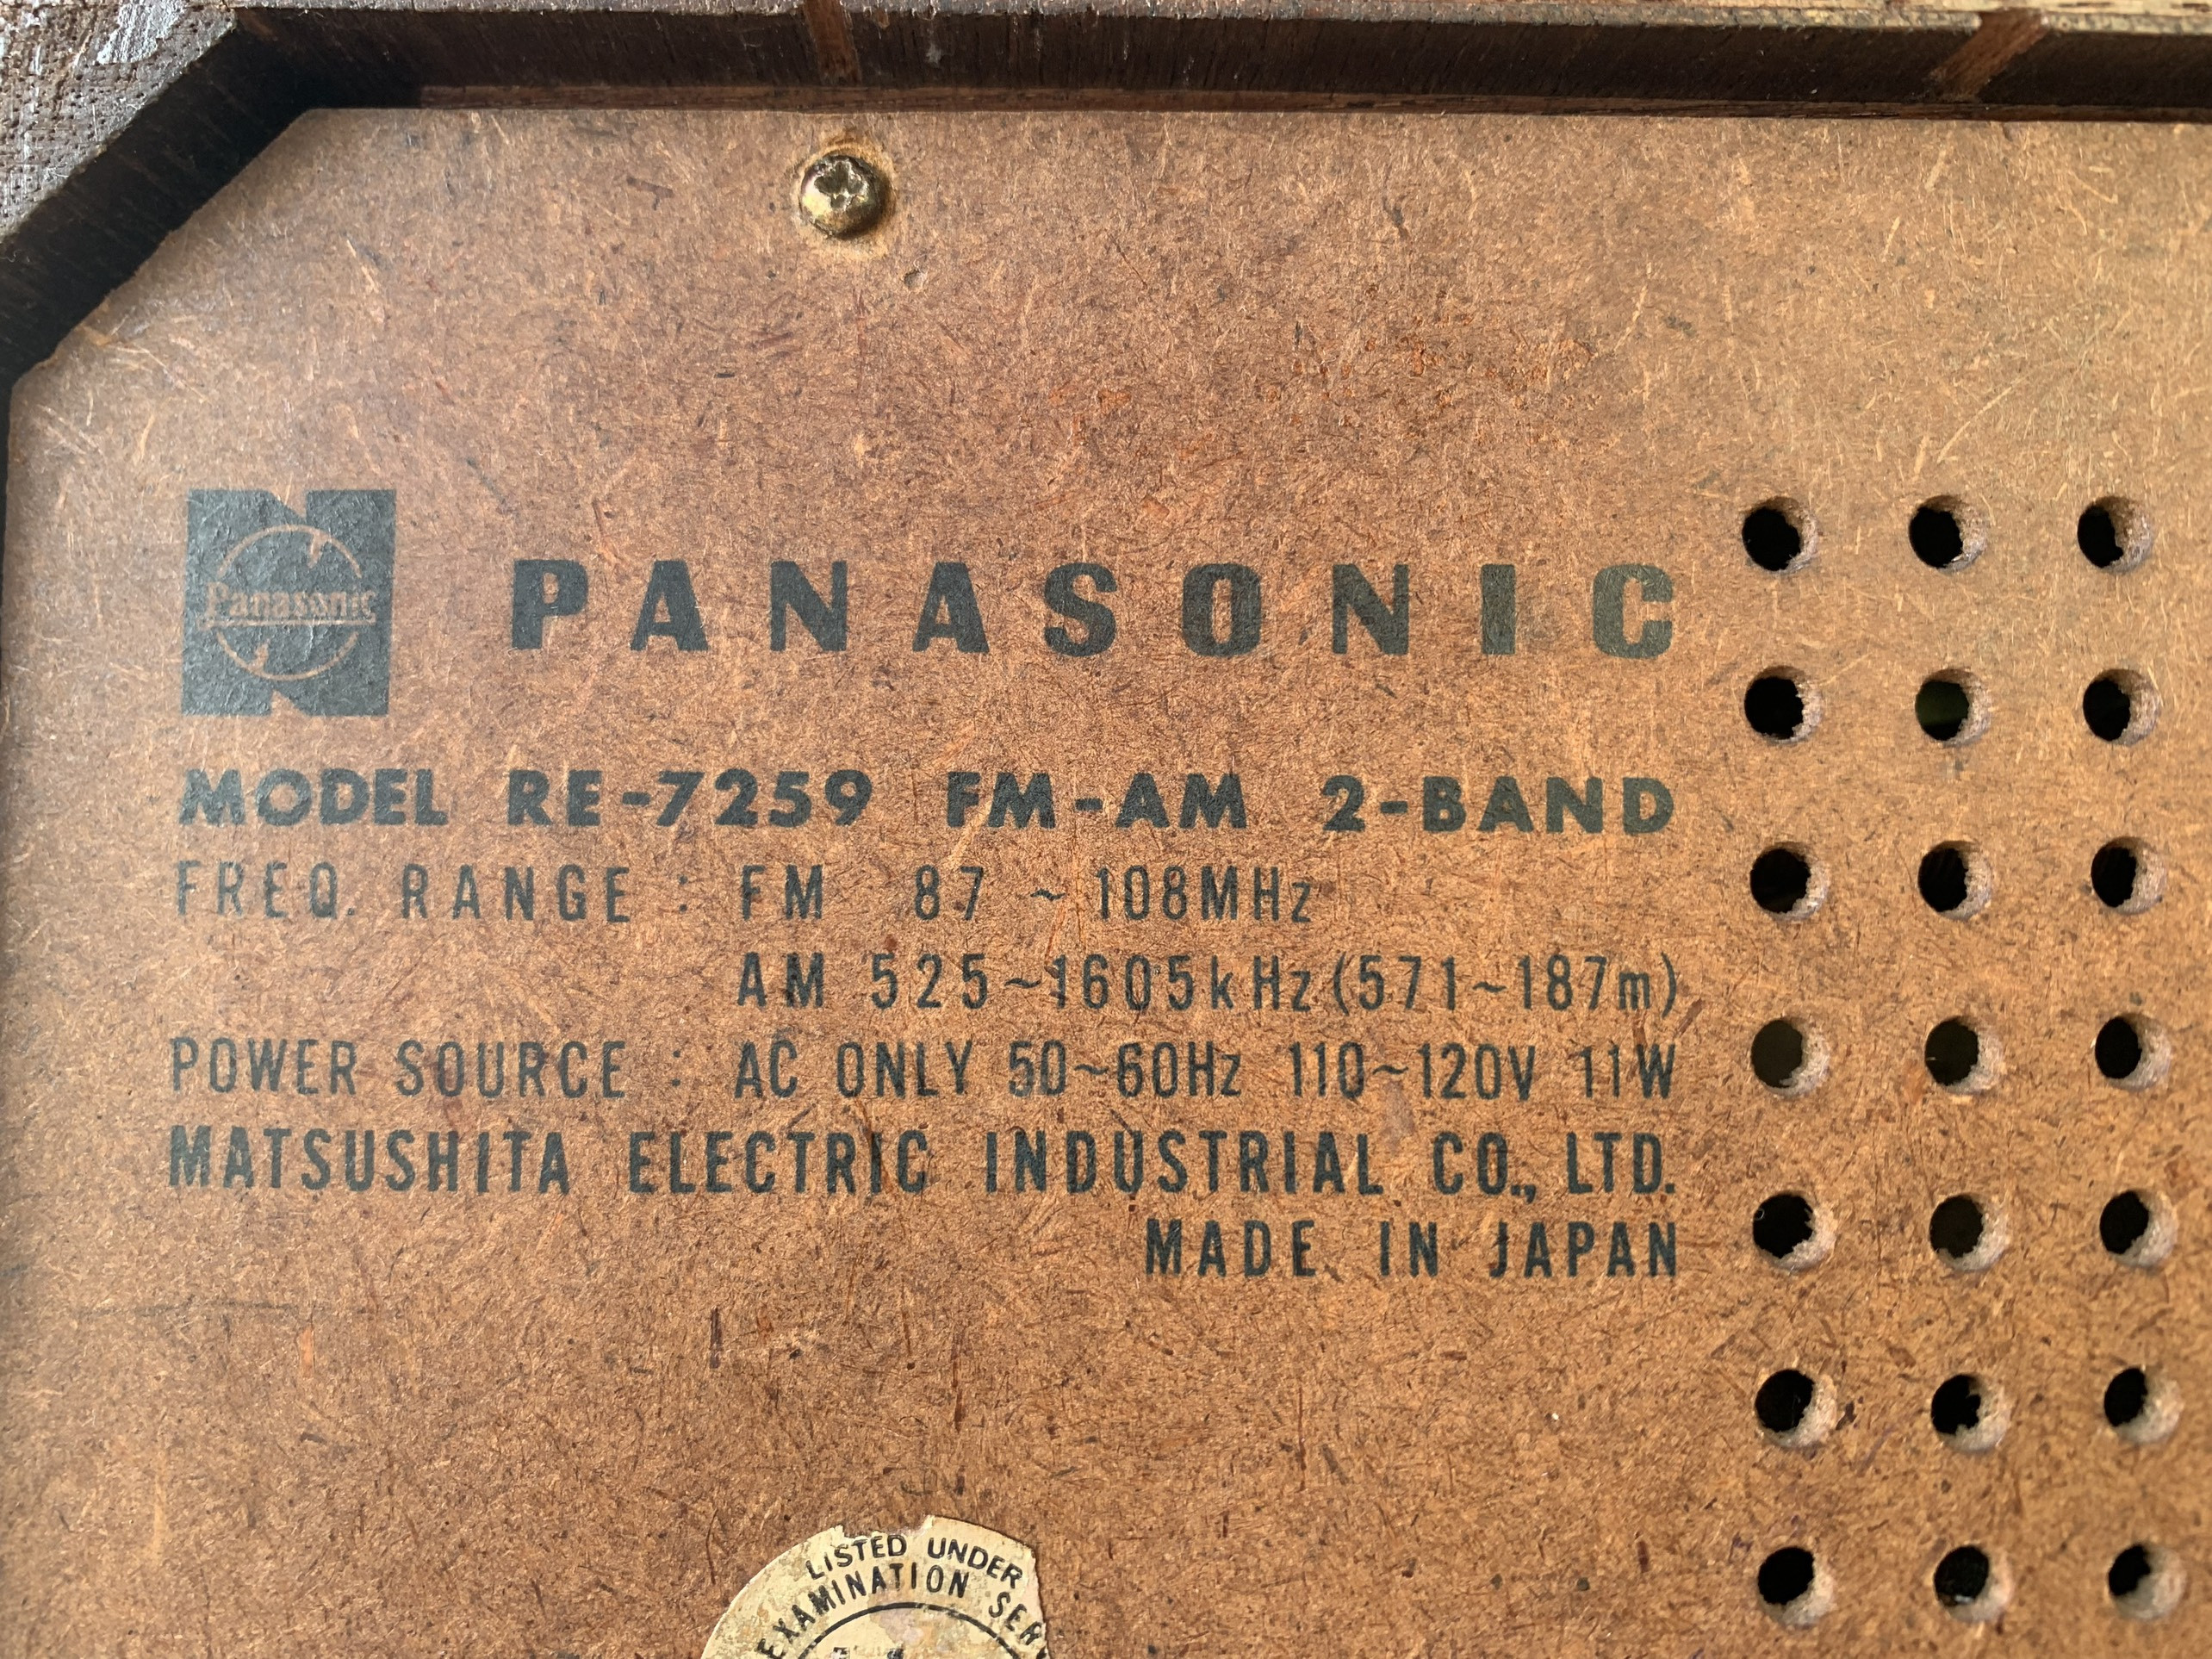 Panasonic
PANASONIC
MODEL RE-7259 FM-AM 2-BAND
FREQ. RANGE : FM 87 ~ 108MHz
AM 525~1605kHz(571~187m)
POWER SOURCE : AC ONLY 50~60Hz 110~120V 11W
MATSUSHITA ELECTRIC INDUSTRIAL CO., LTD.
MADE IN JAPAN
LISTED UNDER
EXAMINATION SER